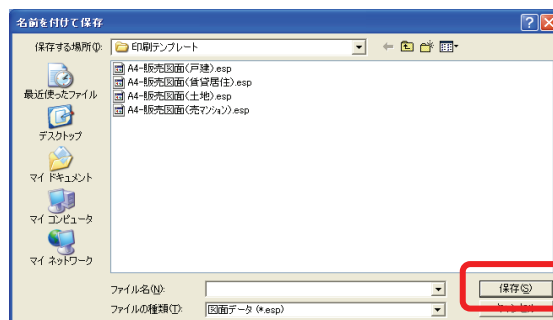 名前を付けて保存
保存する場所(I):
印刷テンプレート
A4-販売図面(戸建).esp
A4-販売図面(賃貸居住).esp
A4-販売図面(土地).esp
A4-販売図面(売マンション).esp
最近使ったファイル
デスクトップ
マイ ドキュメント
マイ コンピュータ
マイ ネットワーク
ファイル名(N):
保存(S)
ファイルの種類(T):
図面データ (*.esp)
キャンセル